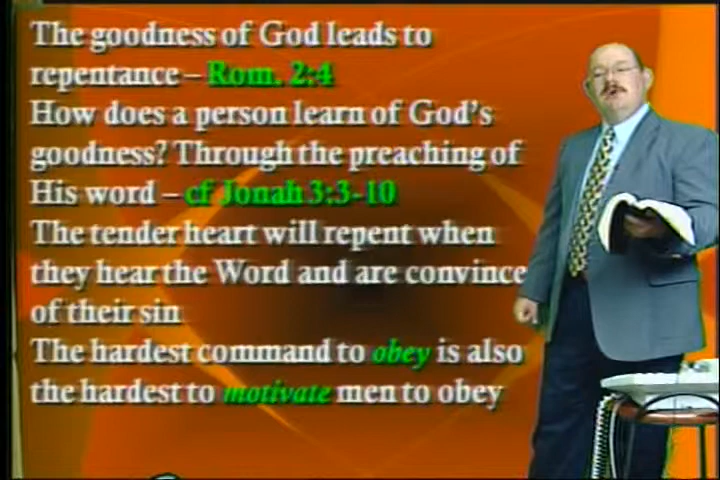 The goodness of God leads to
repentance – Rom. 2:4
How does a person learn of God's
goodness? Through the preaching of
His word – cf Jonah 3:3-10
The tender heart will repent when
they hear the Word and are convince
of their sin
The hardest command to obey is also
the hardest to motivate men to obey